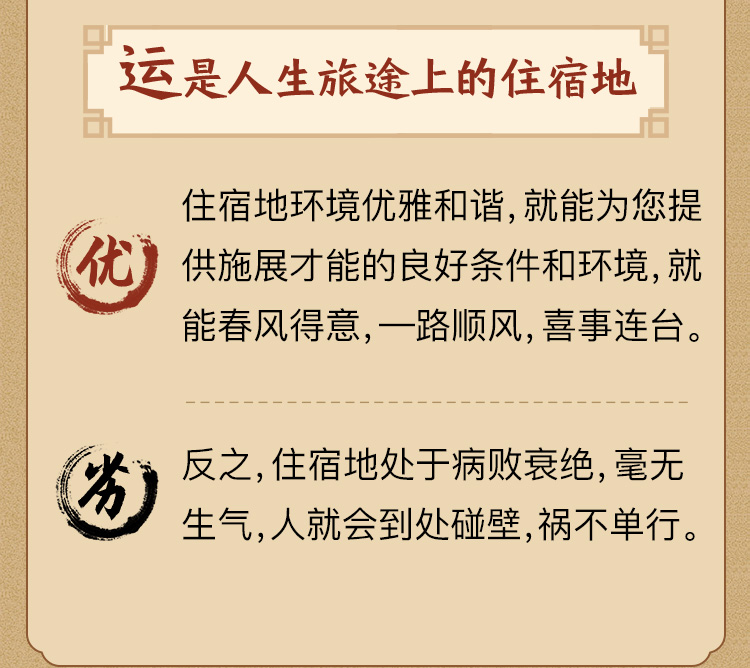 运是人生旅途上的住宿地
优
住宿地环境优雅和谐,就能为您提
供施展才能的良好条件和环境,就
能春风得意,一路顺风,喜事连台。
劣
反之,住宿地处于病败衰绝,毫无
生气,人就会到处碰壁,祸不单行。